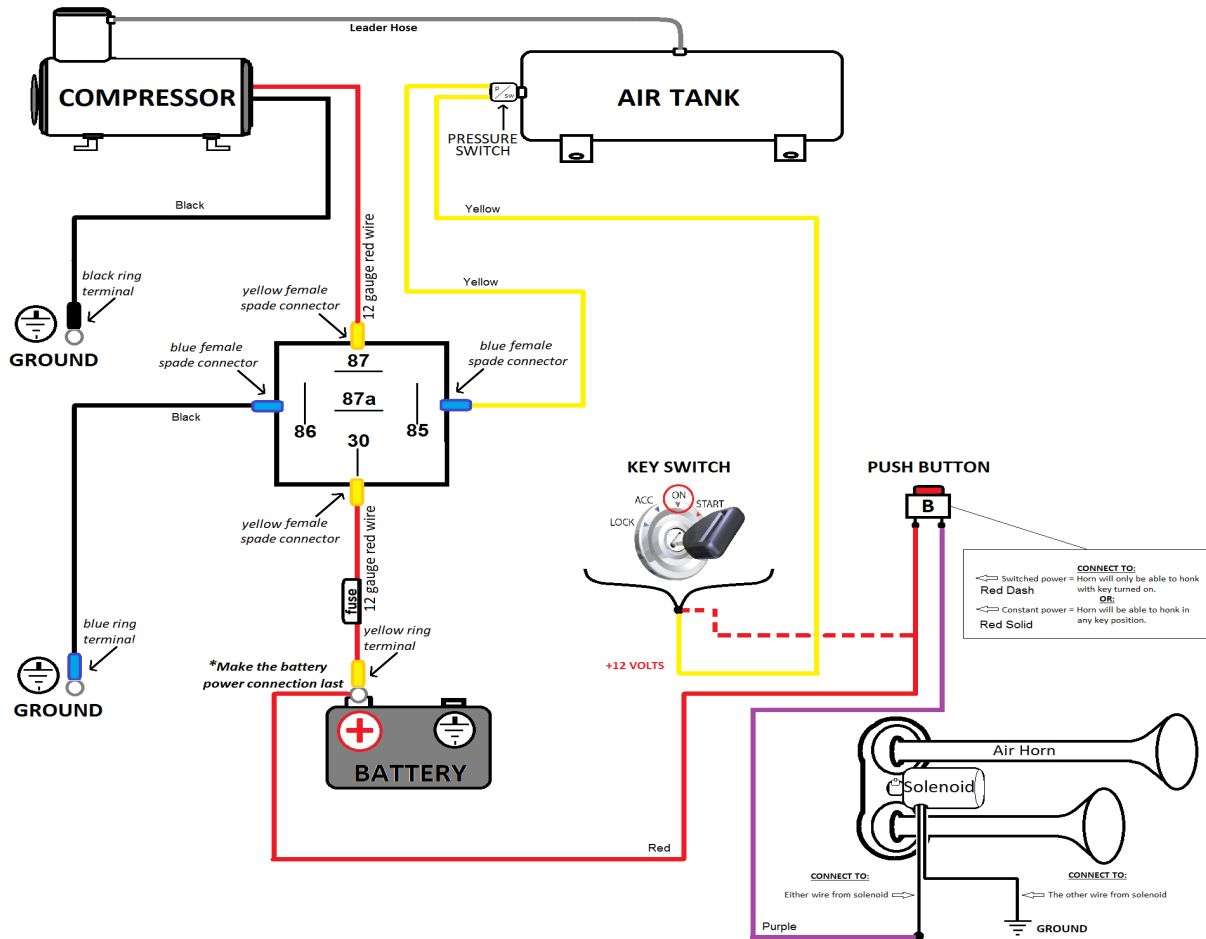 Leader Hose
COMPRESSOR
AIR TANK
P
SW
PRESSURE
SWITCH
Black
Yellow
12 gauge red wire
black ring
terminal
yellow female
spade connector
Yellow
GROUND
blue female
spade connector
blue female
spade connector
87
87a
86
85
30
Black
yellow female
spade connector
12 gauge red wire
fuse
KEY SWITCH
ACC
ON
START
LOCK
PUSH BUTTON
B
CONNECT TO:
Switched power = Horn will only be able to honk
Red Dash
with key turned on.
OR:
Constant power = Horn will be able to honk in
Red Solid
any key position.
blue ring
terminal
yellow ring
terminal
*Make the battery
power connection last
+12 VOLTS
GROUND
BATTERY
Air Horn
Solenoid
Red
CONNECT TO:
Either wire from solenoid
CONNECT TO:
The other wire from solenoid
Purple
GROUND